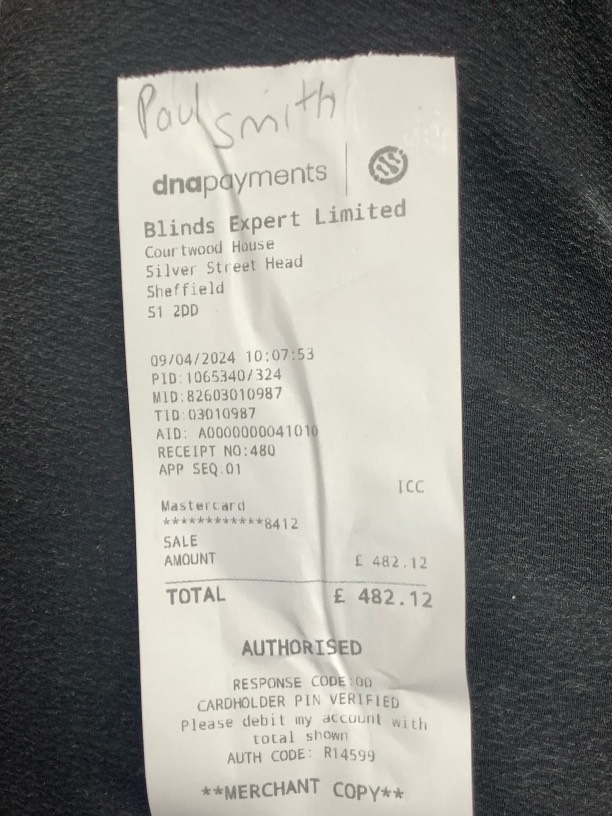 Paul Smith
dnapayments
Blinds Expert Limited
Courtwood House
Silver Street Head
Sheffield
S1 2DD
09/04/2024 10:07:53
PID:1065340/324
MID:82603010987
TID:03010987
AID: A0000000041010
RECEIPT NO:480
APP SEQ.01
ICC
Mastercard
************8412
SALE
AMOUNT £ 482.12
TOTAL £ 482.12
AUTHORISED
RESPONSE CODE:00
CARDHOLDER PIN VERIFIED
Please debit my account with
total shown
AUTH CODE: R14599
**MERCHANT COPY**